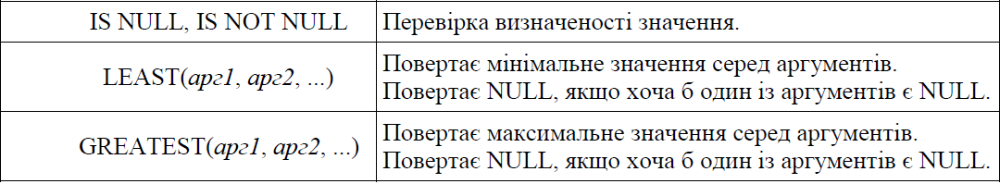 IS NULL, IS NOT NULL
Перевірка визначеності значення.
LEAST(арг1, арг2, ...)
Повертає мінімальне значення серед аргументів.
Повертає NULL, якщо хоча б один із аргументів є NULL.
GREATEST(арг1, арг2, ...)
Повертає максимальне значення серед аргументів.
Повертає NULL, якщо хоча б один із аргументів є NULL.